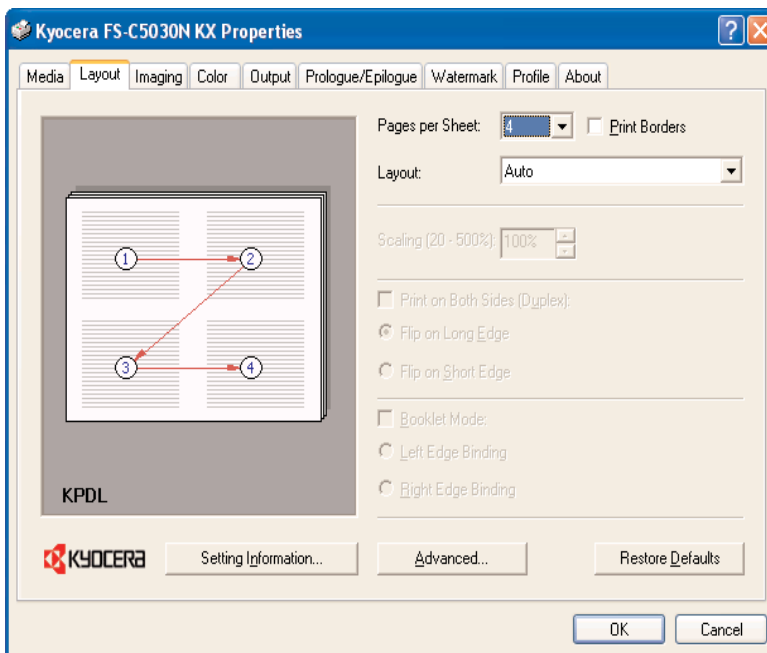 Kyocera FS-C5030N KX Properties
Media Layout Imaging Color Output Prologue/Epilogue Watermark Profile About
Pages per Sheet: 4 Print Borders
Layout: Auto
Scaling (20 - 500%): 100%
1 2
3 4
Print on Both Sides (Duplex):
Flip on Long Edge
Flip on Short Edge
Booklet Mode:
Left Edge Binding
Right Edge Binding
KPDL
KYOCERA Setting Information... Advanced... Restore Defaults
OK Cancel